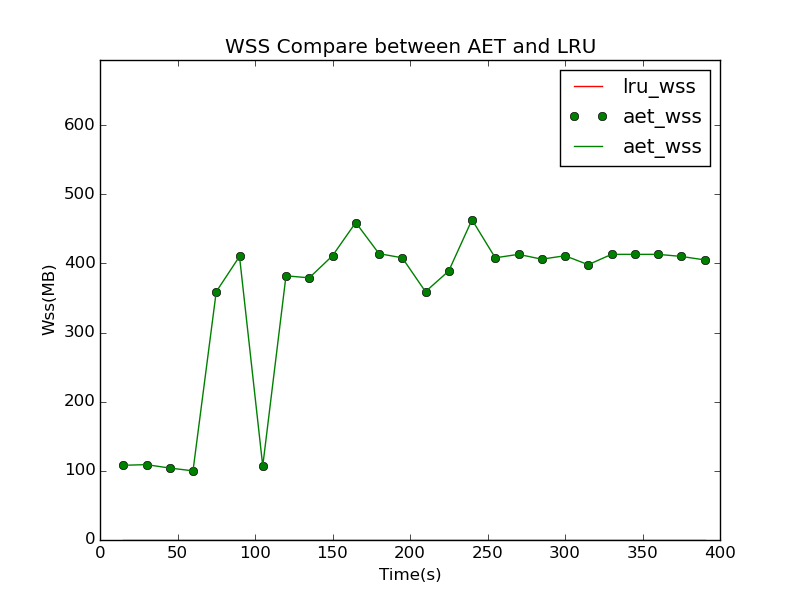 WSS Compare between AET and LRU
lru_wss
aet_wss
aet_wss
600
500
400
300
200
100
0
Wss(MB)
0 50 100 150 200 250 300 350 400
Time(s)